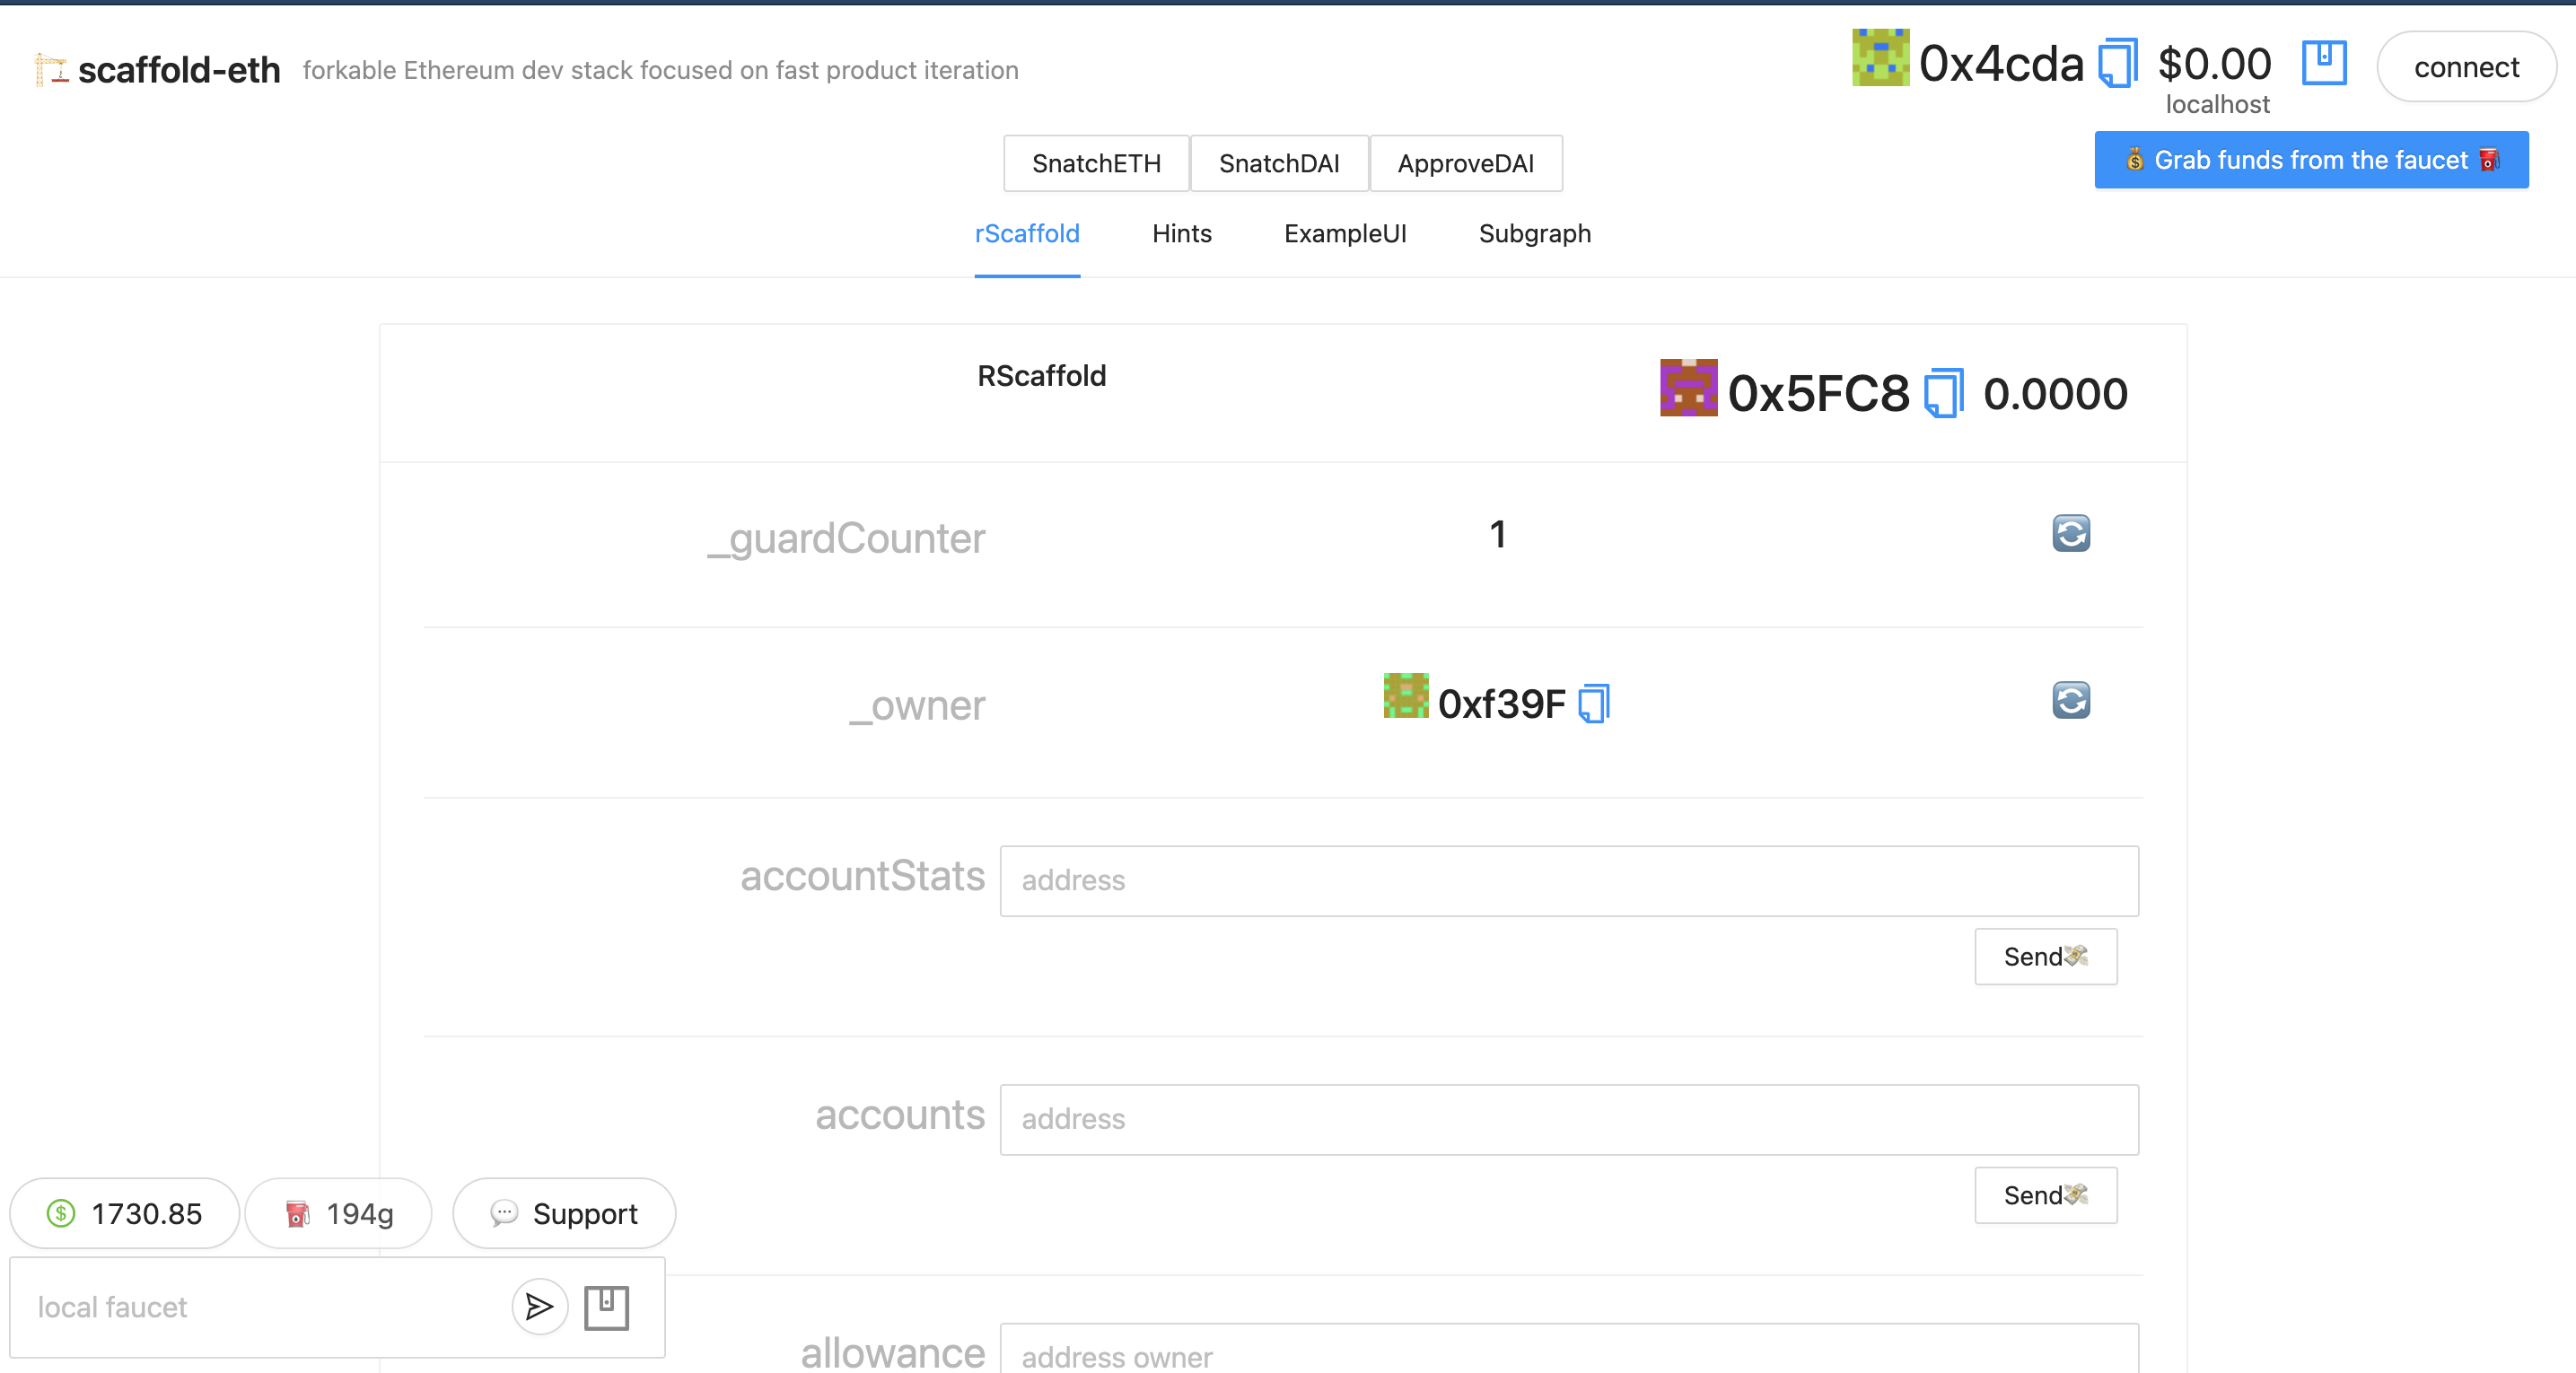 scaffold-eth forkable Ethereum dev stack focused on fast product iteration
0x4cda $0.00 connect
localhost
Grab funds from the faucet
SnatchETH SnatchDAI ApproveDAI
rScaffold Hints ExampleUI Subgraph
RScaffold 0x5FC8 0.0000
_guardCounter 1
_owner 0xf39F
accountStats address
Send
accounts address
Send
1730.85 194g Support
local faucet
allowance address owner